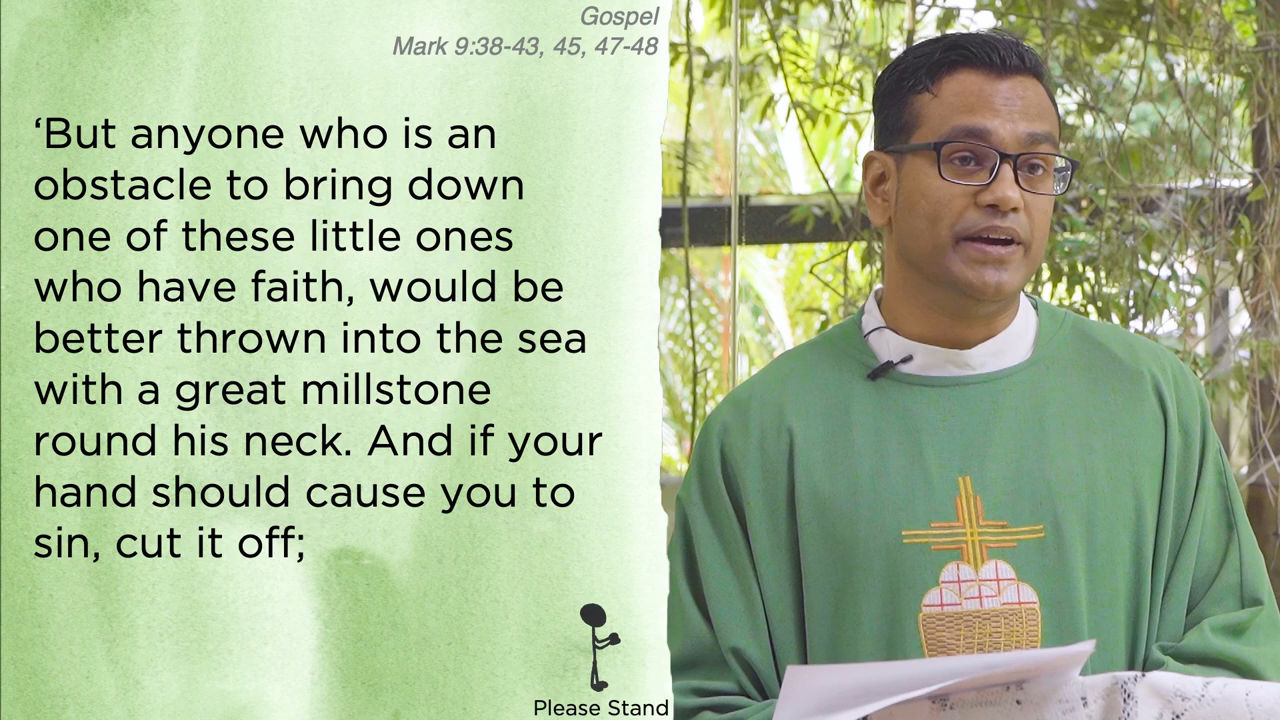 Gospel
Mark 9:38-43, 45, 47-48
‘But anyone who is an
obstacle to bring down
one of these little ones
who have faith, would be
better thrown into the sea
with a great millstone
round his neck. And if your
hand should cause you to
sin, cut it off;
Please Stand